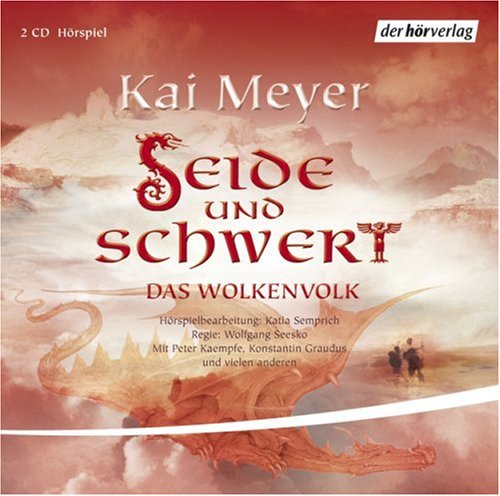 2 CD Hörspiel
der hörverlag
Kai Meyer
SEIDE
UND
SCHWERT
DAS WOLKENVOLK
Hörspielbearbeitung: Katia Semprich
Regie: Wolfgang Seesko
Mit Peter Kaempfe, Konstantin Graudus
und vielen anderen